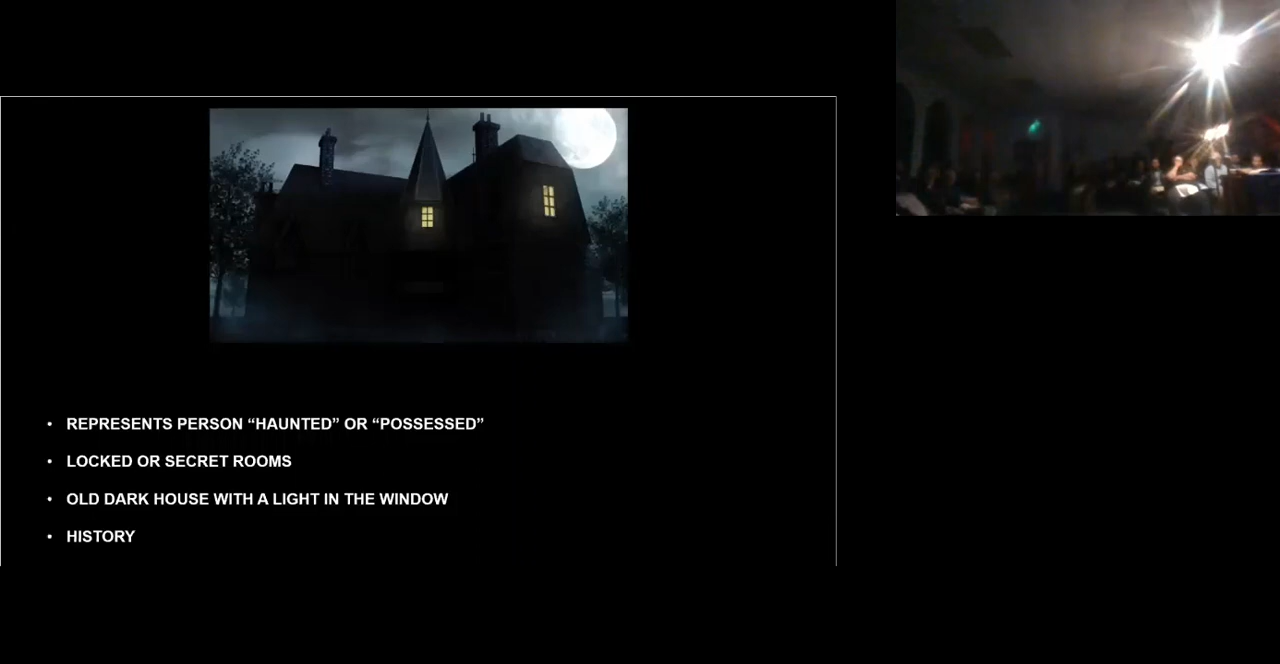 • REPRESENTS PERSON “HAUNTED” OR “POSSESSED”
• LOCKED OR SECRET ROOMS
• OLD DARK HOUSE WITH A LIGHT IN THE WINDOW
• HISTORY